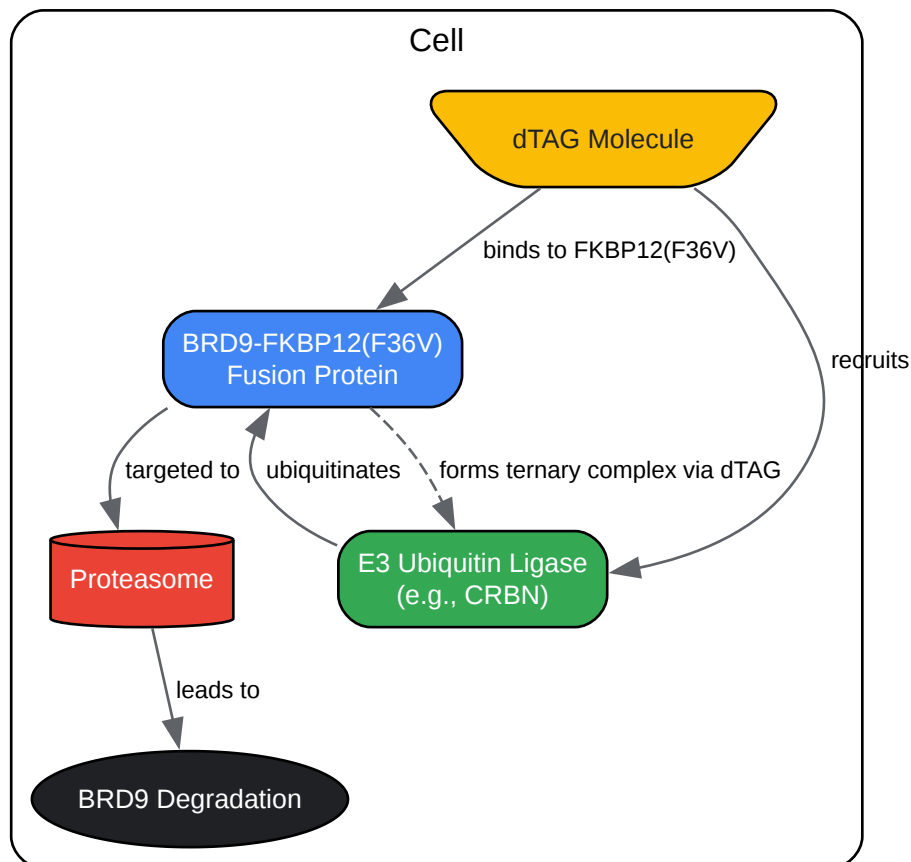 Cell
dTAG Molecule
binds to FKBP12(F36V)
BRD9-FKBP12(F36V)
Fusion Protein
recruits
targeted to
ubiquitinates
forms ternary complex via dTAG
Proteasome
E3 Ubiquitin Ligase
(e.g., CRBN)
leads to
BRD9 Degradation